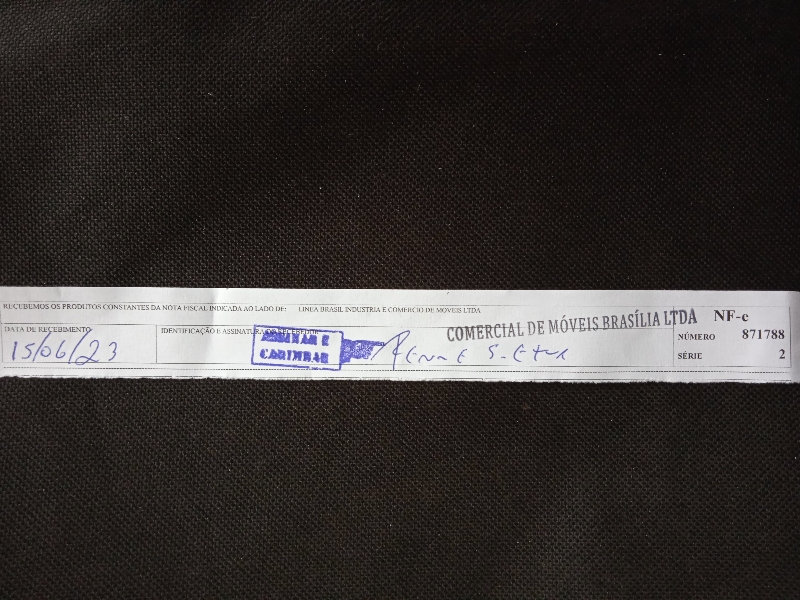 RECEBEMOS OS PRODUTOS CONSTANTES DA NOTA FISCAL INDICADA AO LADO DE: LINEA BRASIL INDUSTRIA E COMERCIO DE MOVEIS LTDA
NF-e
COMERCIAL DE MÓVEIS BRASÍLIA LTDA
DATA DE RECEBIMENTO
IDENTIFICAÇÃO E ASSINATURA DO RECEBEDOR
NÚMERO 871788
15/06/23
ASSINAR E
CARIMBAR
SÉRIE 2